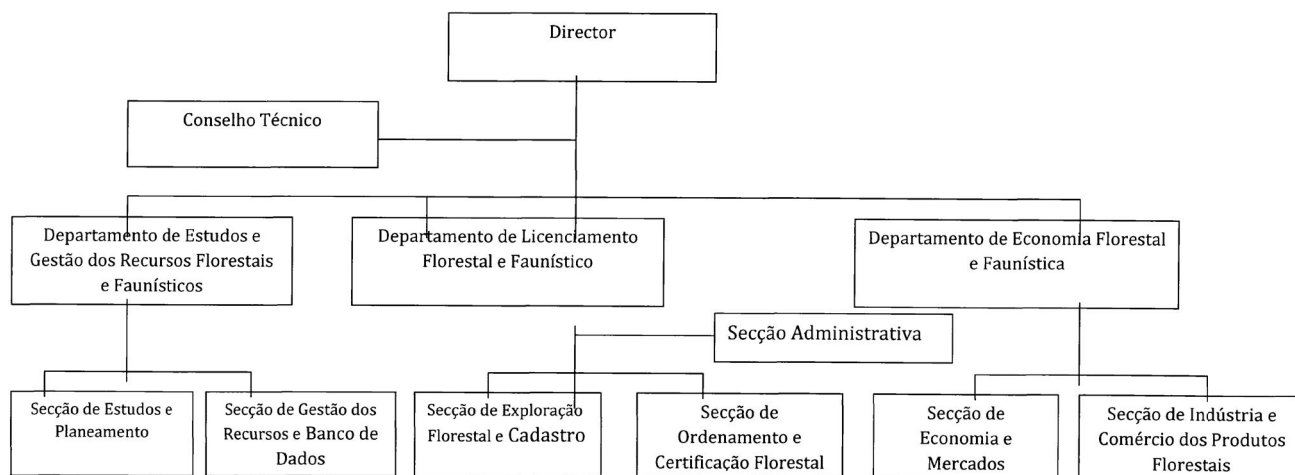 Director
Conselho Técnico
Departamento de Estudos e
Gestão dos Recursos Florestais
e Faunísticos
Departamento de Licenciamento
Florestal e Faunístico
Departamento de Economia Florestal
e Faunística
Secção Administrativa
Secção de Estudos e
Planeamento
Secção de Gestão dos
Recursos e Banco de
Dados
Secção de Exploração
Florestal e Cadastro
Secção de
Ordenamento e
Certificação Florestal
Secção de
Economia e
Mercados
Secção de Indústria e
Comércio dos Produtos
Florestais